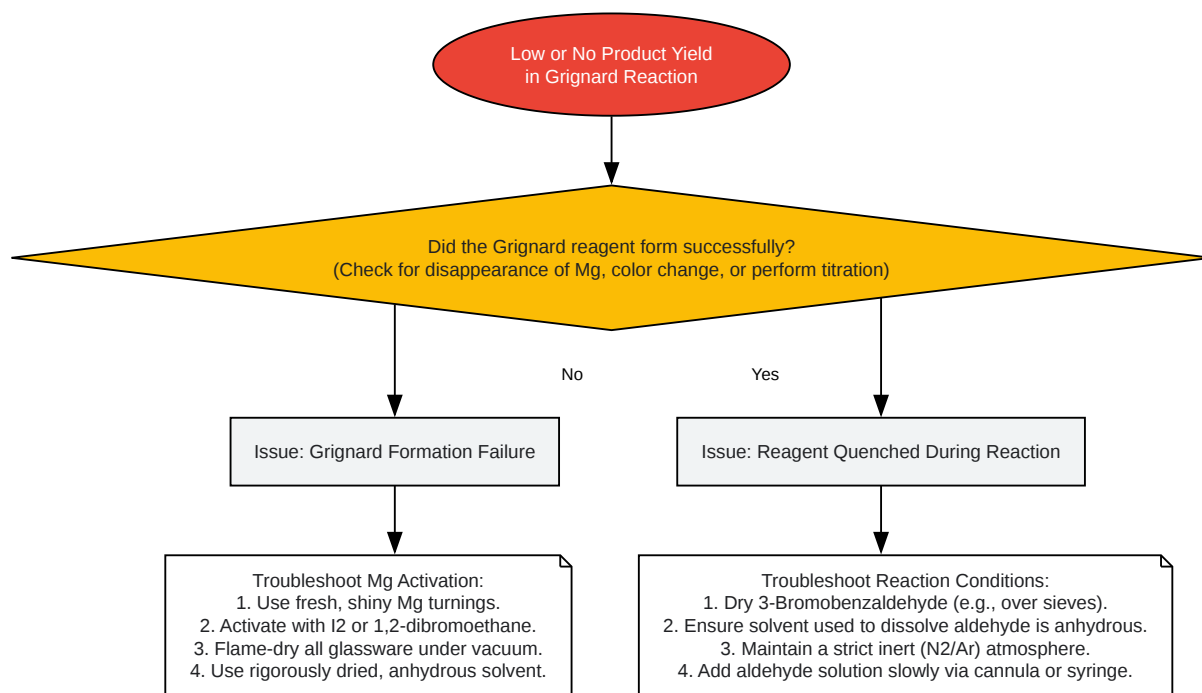 Low or No Product Yield
in Grignard Reaction
Did the Grignard reagent form successfully?
(Check for disappearance of Mg, color change, or perform titration)
No
Yes
Issue: Grignard Formation Failure
Issue: Reagent Quenched During Reaction
Troubleshoot Mg Activation:
1. Use fresh, shiny Mg turnings.
2. Activate with I2 or 1,2-dibromoethane.
3. Flame-dry all glassware under vacuum.
4. Use rigorously dried, anhydrous solvent.
Troubleshoot Reaction Conditions:
1. Dry 3-Bromobenzaldehyde (e.g., over sieves).
2. Ensure solvent used to dissolve aldehyde is anhydrous.
3. Maintain a strict inert (N2/Ar) atmosphere.
4. Add aldehyde solution slowly via cannula or syringe.